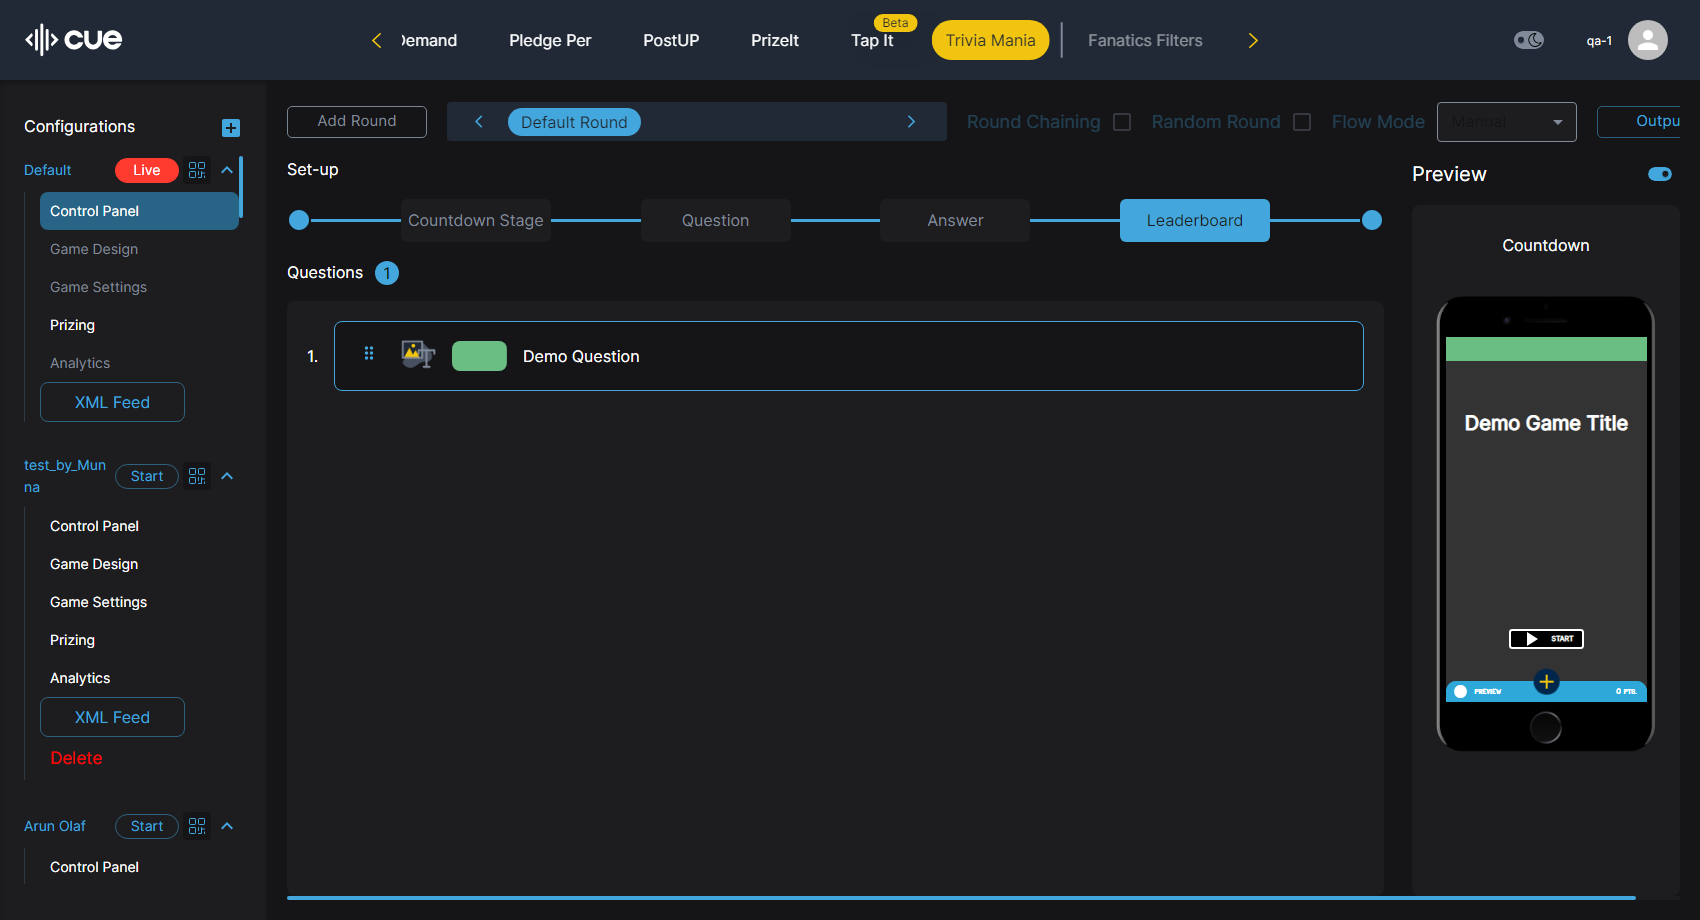 cue
Demand
Pledge Per
PostUP
PrizeIt
Tap It
Beta
Trivia Mania
Fanatics Filters
qa-1
Configurations
Default
Live
Control Panel
Game Design
Game Settings
Prizing
Analytics
XML Feed
test_by_Mun
na
Start
Control Panel
Game Design
Game Settings
Prizing
Analytics
XML Feed
Delete
Arun Olaf
Start
Control Panel
Add Round
Default Round
Round Chaining
Random Round
Flow Mode
Manual
Outpu
Set-up
Countdown Stage
Question
Answer
Leaderboard
Questions 1
1.
Demo Question
Preview
Countdown
Demo Game Title
START
PREVIEW
0 PTS.